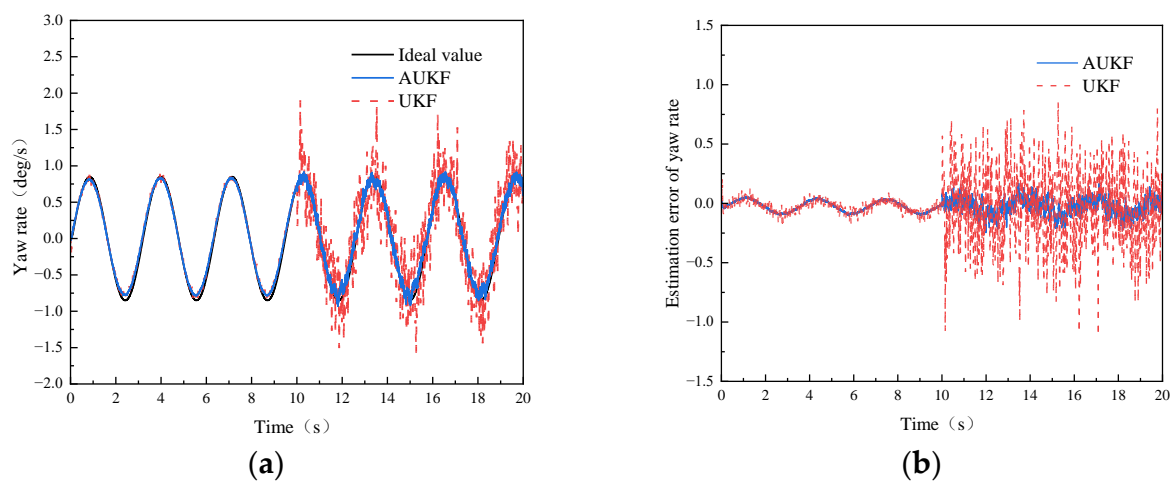 3.0
2.5
2.0
1.5
1.0
0.5
0.0
−0.5
−1.0
−1.5
−2.0
Yaw rate（deg/s）
Ideal value
AUKF
UKF
0 2 4 6 8 10 12 14 16 18 20
Time（s）
(a)
1.5
1.0
0.5
0.0
−0.5
−1.0
−1.5
Estimation error of yaw rate
AUKF
UKF
0 2 4 6 8 10 12 14 16 18 20
Time（s）
(b)